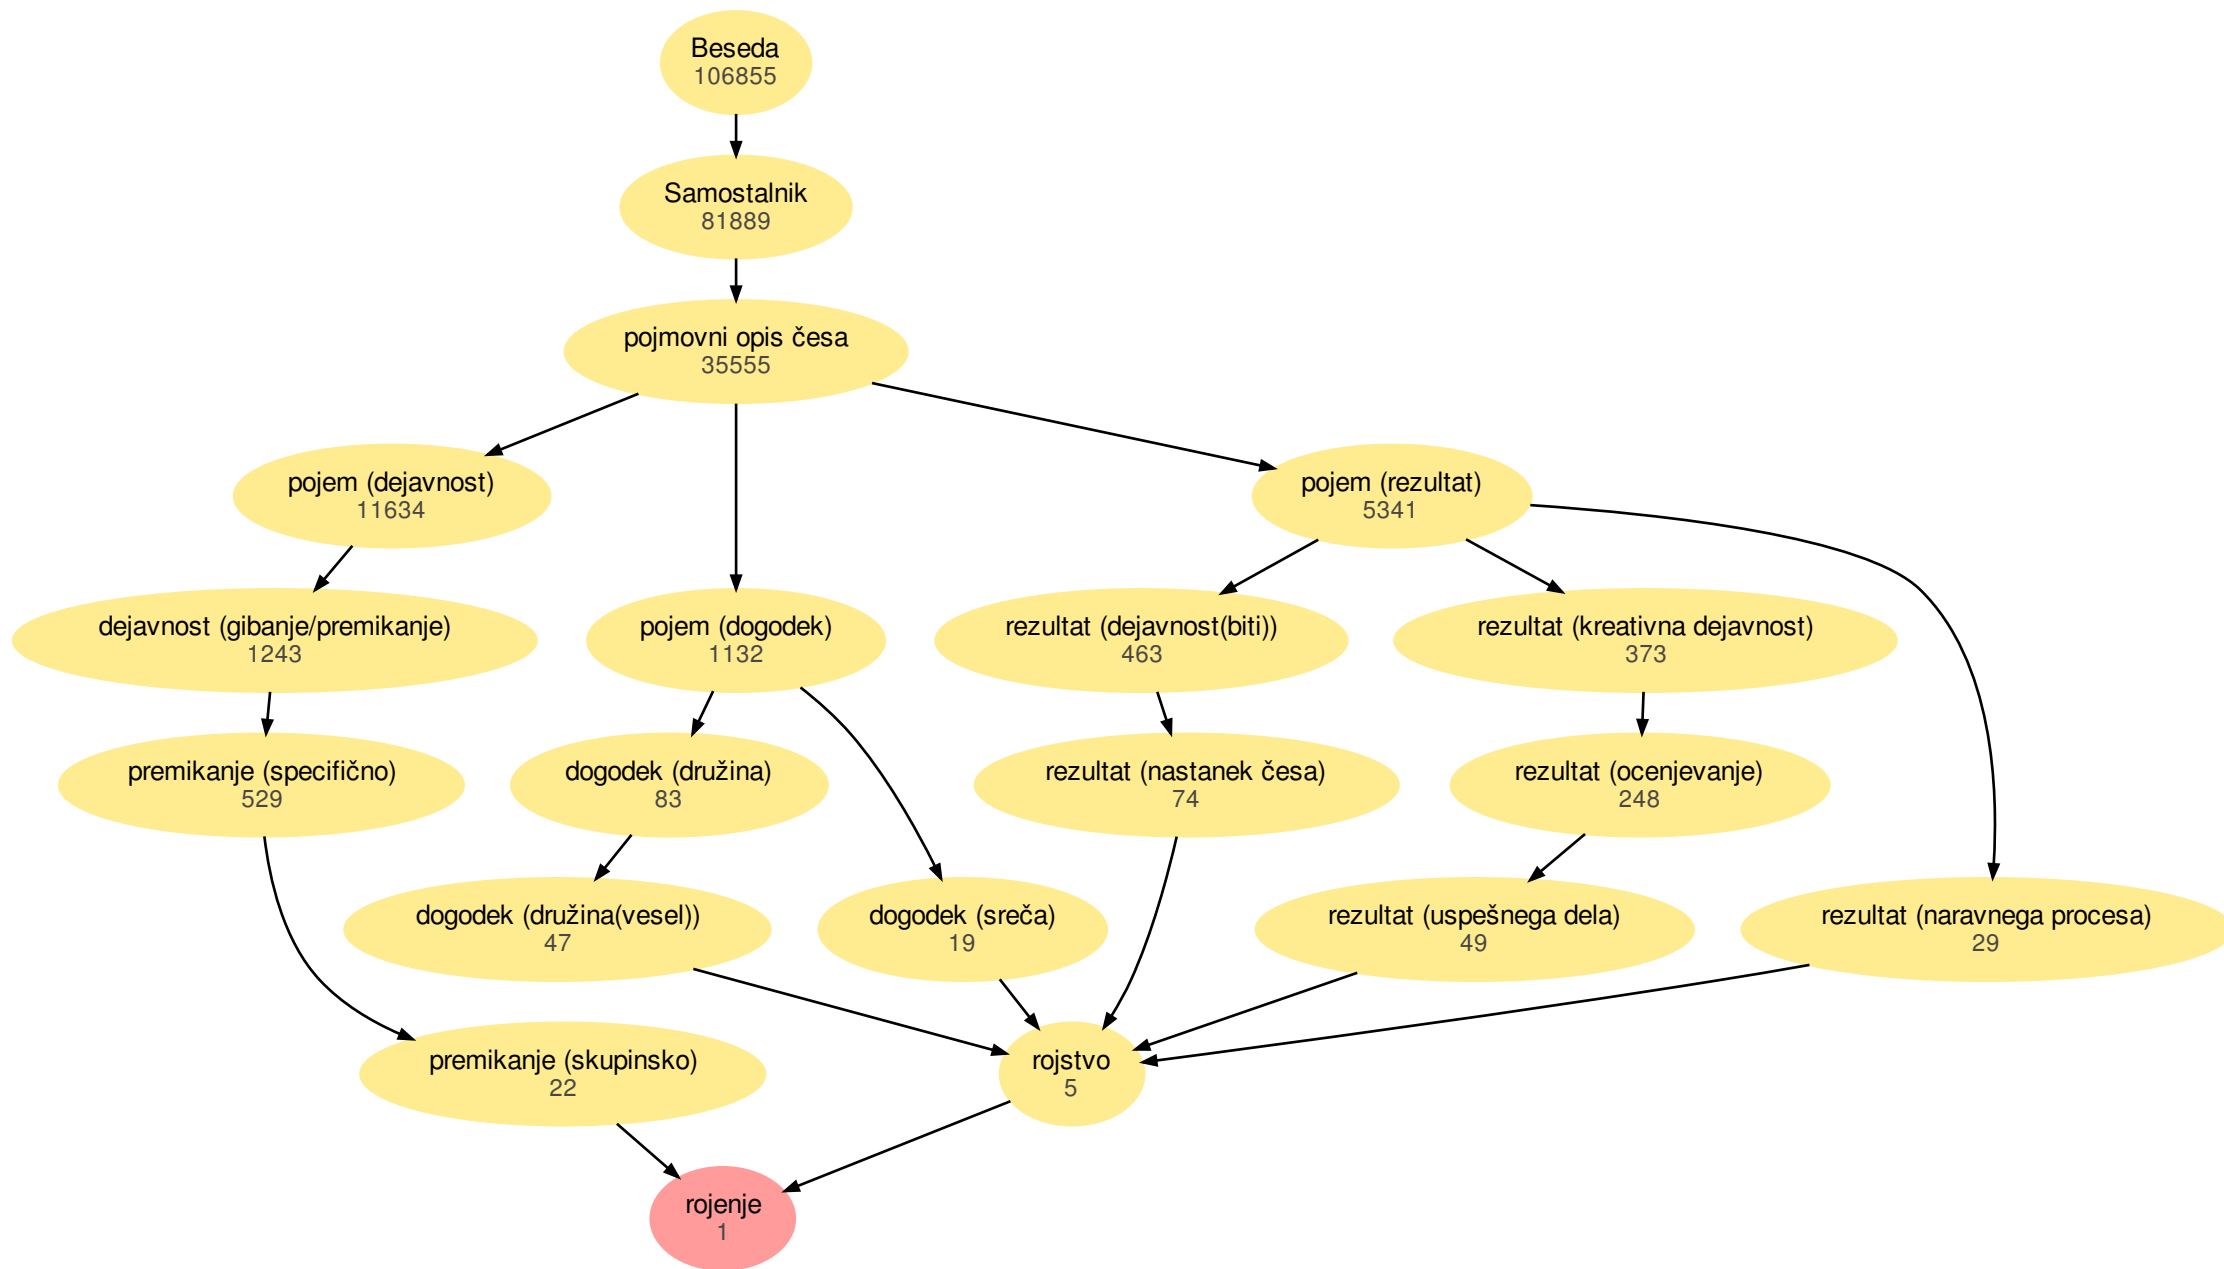 Beseda
106855
Samostalnik
81889
pojmovni opis česa
35555
pojem (dejavnost)
11634
pojem (rezultat)
5341
dejavnost (gibanje/premikanje)
1243
pojem (dogodek)
1132
rezultat (dejavnost(biti))
463
rezultat (kreativna dejavnost)
373
premikanje (specifično)
529
dogodek (družina)
83
rezultat (nastanek česa)
74
rezultat (ocenjevanje)
248
dogodek (družina(vesel))
47
dogodek (sreča)
19
rezultat (uspešnega dela)
49
rezultat (naravnega procesa)
29
premikanje (skupinsko)
22
rojstvo
5
rojenje
1